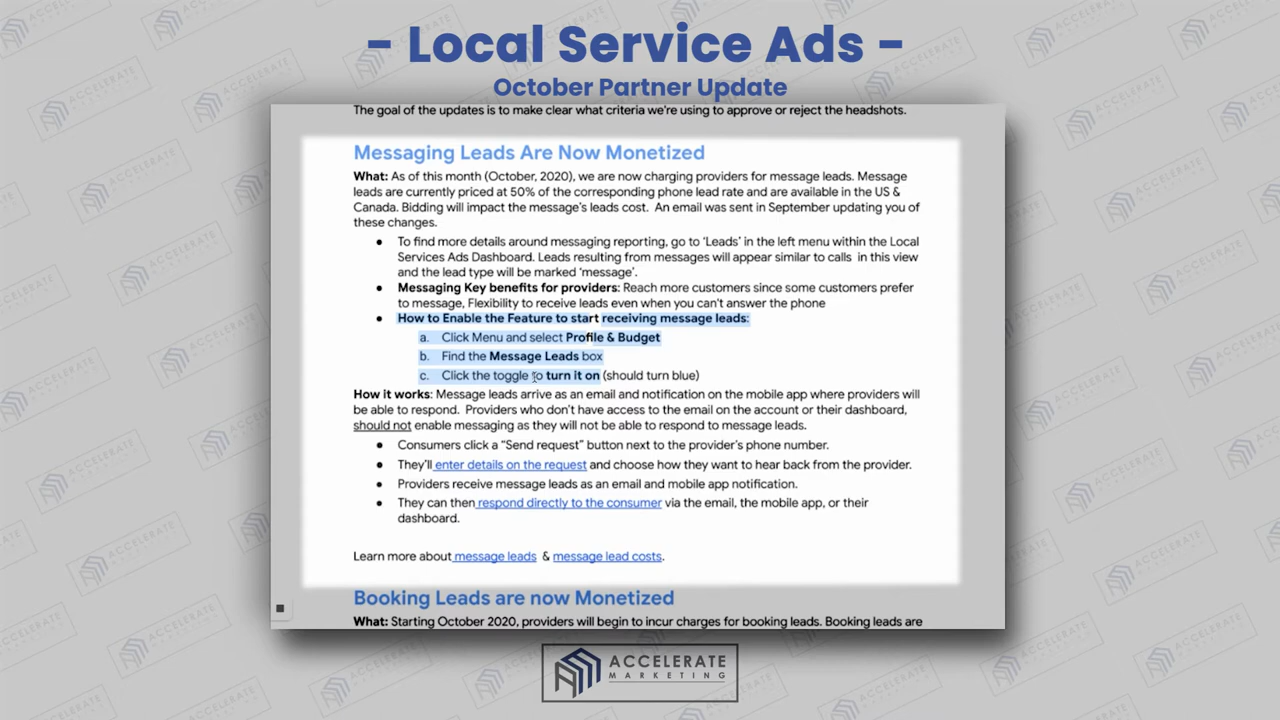 - Local Service Ads -
October Partner Update
The goal of the updates is to make clear what criteria we're using to approve or reject the headshots.
Messaging Leads Are Now Monetized
What: As of this month (October, 2020), we are now charging providers for message leads. Message
leads are currently priced at 50% of the corresponding phone lead rate and are available in the US &
Canada. Bidding will impact the message's leads cost. An email was sent in September updating you of
these changes.
● To find more details around messaging reporting, go to 'Leads' in the left menu within the Local
Services Ads Dashboard. Leads resulting from messages will appear similar to calls in this view
and the lead type will be marked 'message'.
● Messaging Key benefits for providers: Reach more customers since some customers prefer
to message, Flexibility to receive leads even when you can't answer the phone
● How to Enable the Feature to start receiving message leads:
a. Click Menu and select Profile & Budget
b. Find the Message Leads box
c. Click the toggle to turn it on (should turn blue)
How it works: Message leads arrive as an email and notification on the mobile app where providers will
be able to respond. Providers who don't have access to the email on the account or their dashboard,
should not enable messaging as they will not be able to respond to message leads.
● Consumers click a "Send request" button next to the provider's phone number.
● They'll enter details on the request and choose how they want to hear back from the provider.
● Providers receive message leads as an email and mobile app notification.
● They can then respond directly to the consumer via the email, the mobile app, or their
dashboard.
Learn more about message leads & message lead costs.
Booking Leads are now Monetized
What: Starting October 2020, providers will begin to incur charges for booking leads. Booking leads are
ACCELERATE
MARKETING